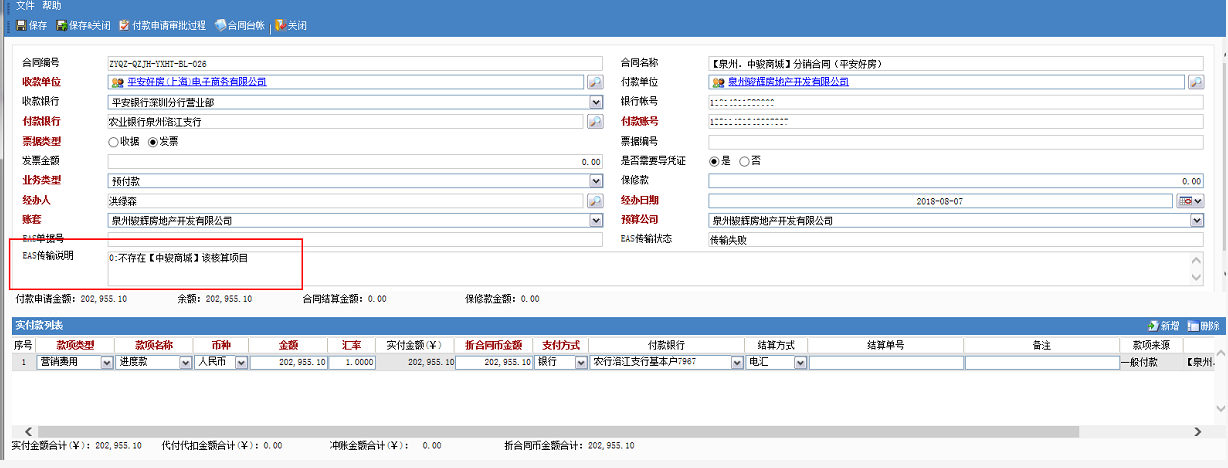 文件 帮助
保存 保存&关闭 付款申请审批过程 合同台帐 关闭
合同编号 ZYQZ-QZJH-YXHT-BL-026 合同名称 【泉州．中骏商城】分销合同（平安好房）
收款单位 平安好房(上海)电子商务有限公司 付款单位 泉州骏辉房地产开发有限公司
收款银行 平安银行深圳分行营业部 银行帐号
付款银行 农业银行泉州洛江支行 付款账号
票据类型 收据 发票 票据编号
发票金额 0.00 是否需要导凭证 是 否
业务类型 预付款 保修款 0.00
经办人 洪绿森 经办日期 2018-08-07
账套 泉州骏辉房地产开发有限公司 预算公司 泉州骏辉房地产开发有限公司
EAS单据号 EAS传输状态 传输失败
EAS传输说明 0:不存在【中骏商城】该核算项目
付款申请金额：202,955.10 余额：202,955.10 合同结算金额：0.00 保修款金额：0.00
实付款列表 新增 删除
序号 款项类型 款项名称 币种 金额 汇率 实付金额(￥) 折合同币金额 支付方式 付款银行 结算方式 结算单号 备注 款项来源
1 营销费用 进度款 人民币 202,955.10 1.0000 202,955.10 202,955.10 银行 农行洛江支行基本户7967 电汇 一般付款 【泉州．
实付金额合计(￥)：202,955.10 代付代扣金额合计(￥)：0.00 冲账金额合计(￥)： 0.00 折合同币金额合计：202,955.10